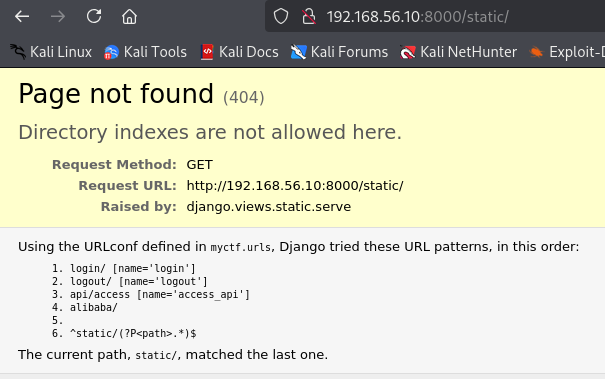 192.168.56.10:8000/static/
Kali Linux Kali Tools Kali Docs Kali Forums Kali NetHunter Exploit-D
Page not found (404)
Directory indexes are not allowed here.
Request Method: GET
Request URL: http://192.168.56.10:8000/static/
Raised by: django.views.static.serve
Using the URLconf defined in myctf.urls, Django tried these URL patterns, in this order:
1. login/ [name='login']
2. logout/ [name='logout']
3. api/access [name='access_api']
4. alibaba/
5.
6. ^static/(?P<path>.*)$
The current path, static/, matched the last one.